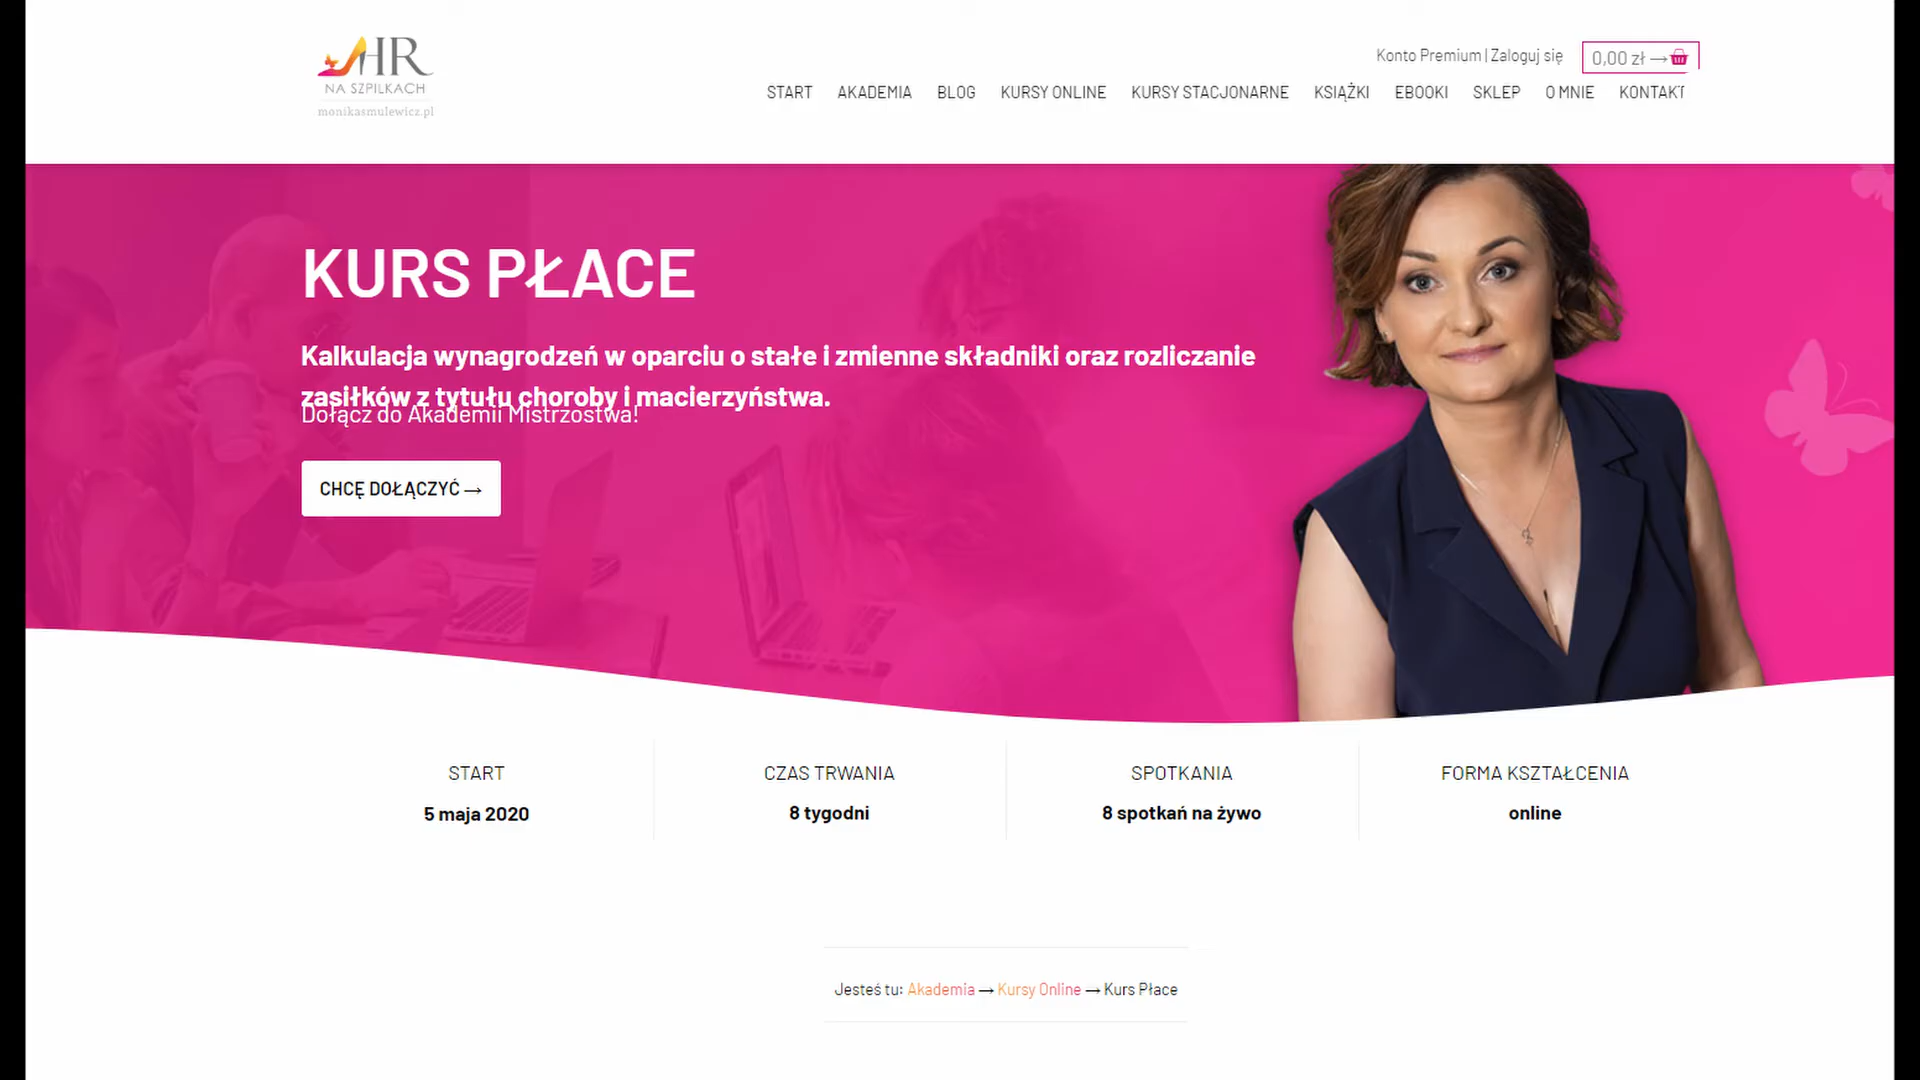 HR
NA SZPILKACH
monikasmulewicz.pl
Konto Premium | Zaloguj się
0,00 zł →
START AKADEMIA BLOG KURSY ONLINE KURSY STACJONARNE KSIĄŻKI EBOOKI SKLEP O MNIE KONTAKT
KURS PŁACE
Kalkulacja wynagrodzeń w oparciu o stałe i zmienne składniki oraz rozliczanie
zasiłków z tytułu choroby i macierzyństwa.
Dołącz do Akademii Mistrzostwa!
CHCĘ DOŁĄCZYĆ →
START
5 maja 2020
CZAS TRWANIA
8 tygodni
SPOTKANIA
8 spotkań na żywo
FORMA KSZTAŁCENIA
online
Jesteś tu: Akademia → Kursy Online → Kurs Płace